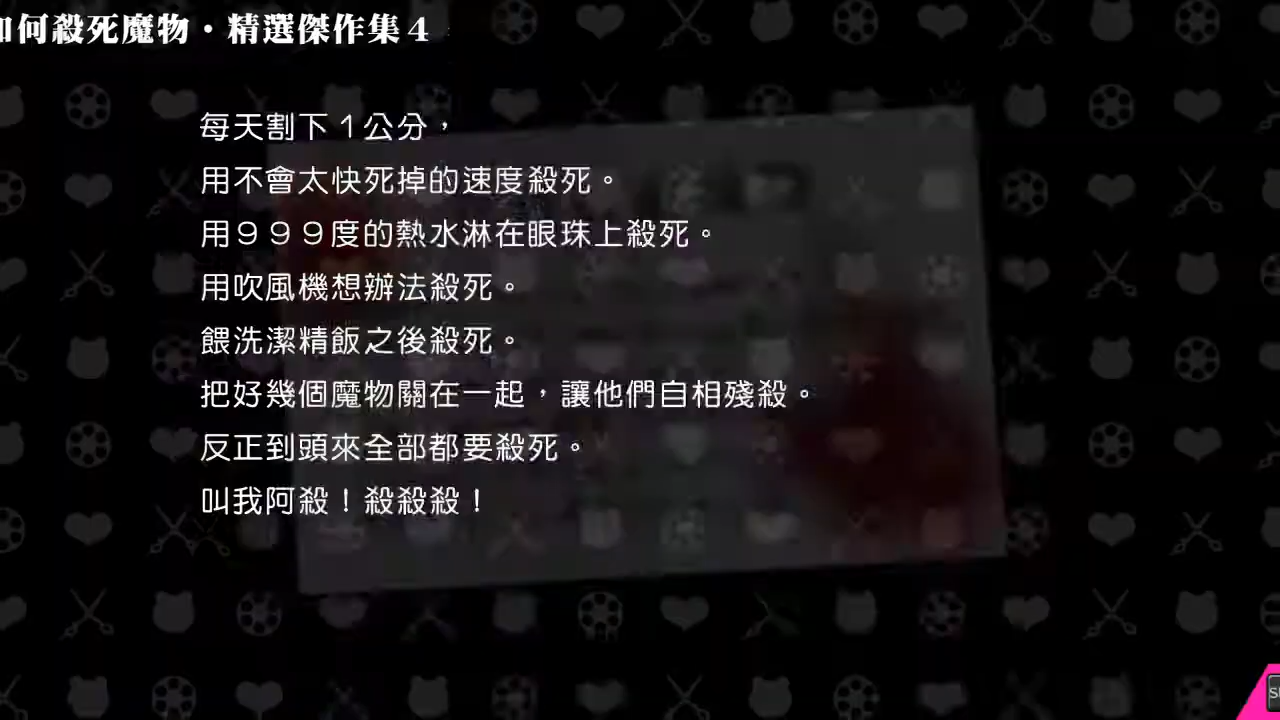 如何殺死魔物・精選傑作集４
每天割下１公分，
用不會太快死掉的速度殺死。
用９９９度的熱水淋在眼珠上殺死。
用吹風機想辦法殺死。
餵洗潔精飯之後殺死。
把好幾個魔物關在一起，讓他們自相殘殺。
反正到頭來全部都要殺死。
叫我阿殺！殺殺殺！